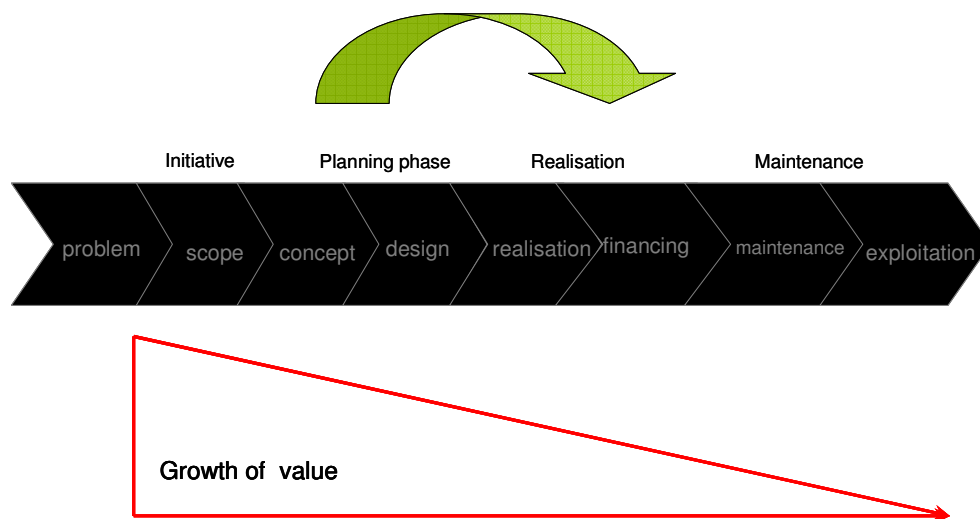 Initiative
Planning phase
Realisation
Maintenance
problem
scope
concept
design
realisation
financing
maintenance
exploitation
Growth of value